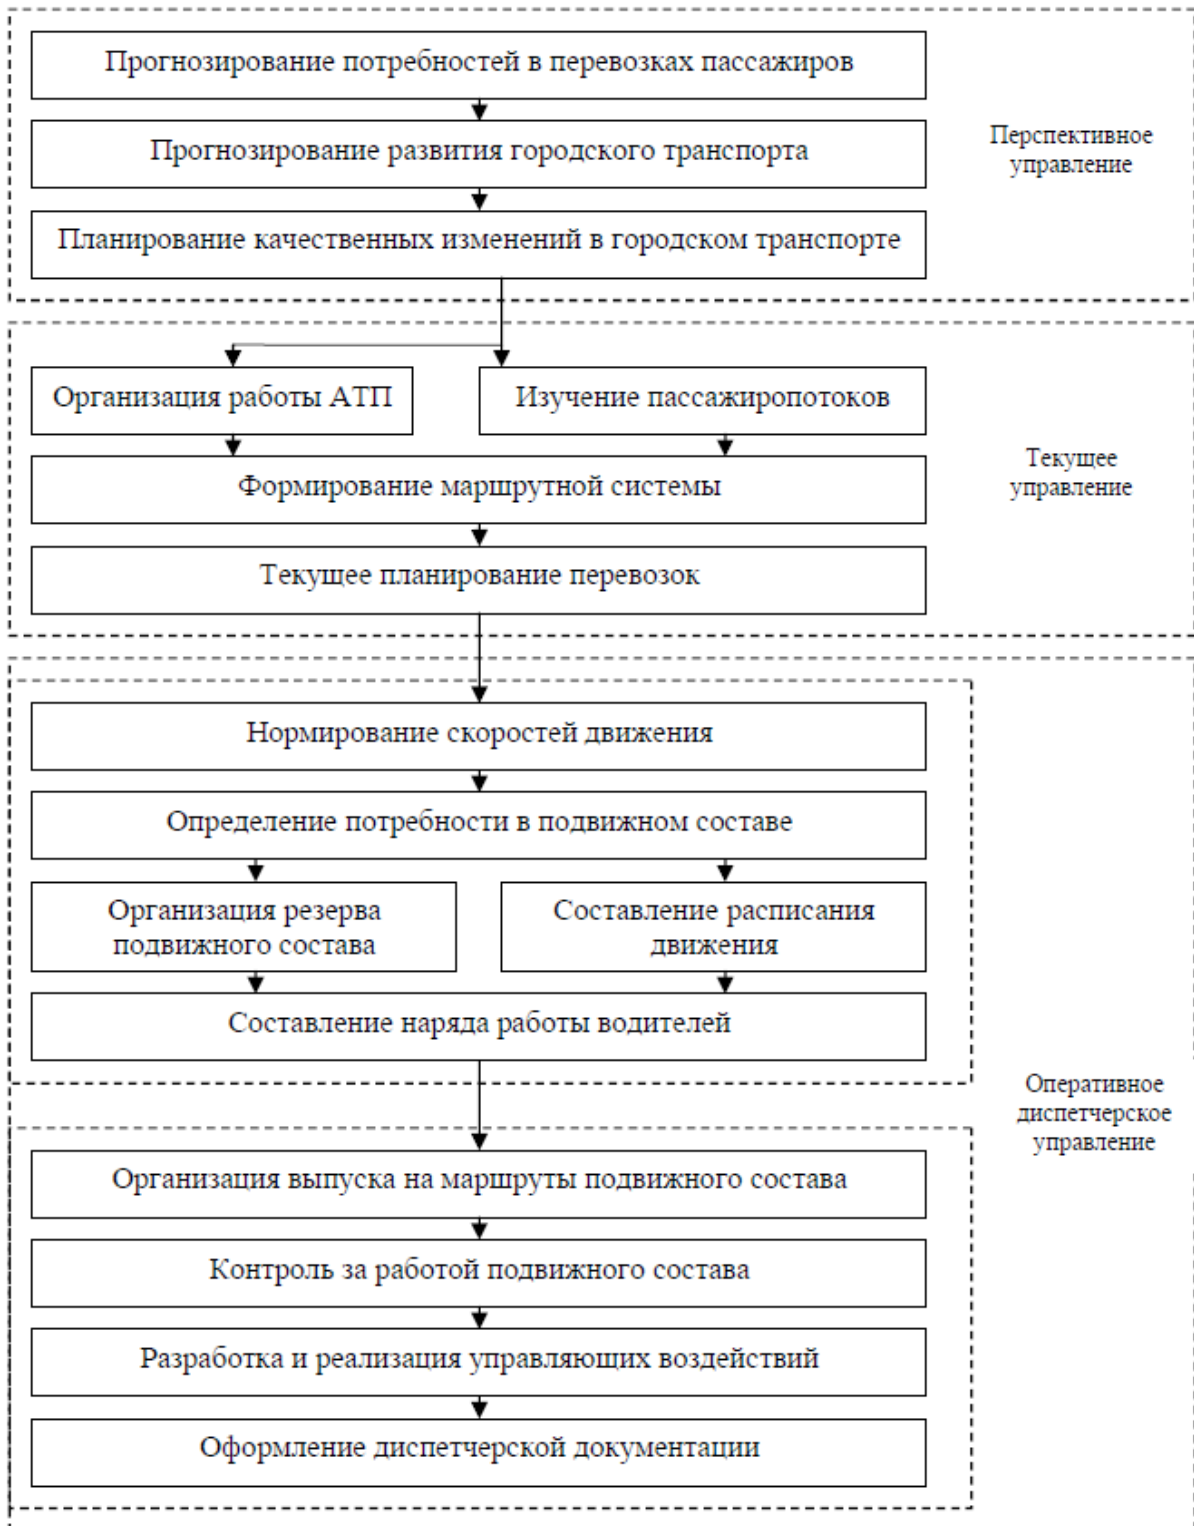 Прогнозирование потребностей в перевозках пассажиров
Прогнозирование развития городского транспорта
Планирование качественных изменений в городском транспорте
Перспективное
управление
Организация работы АТП
Изучение пассажиропотоков
Формирование маршрутной системы
Текущее планирование перевозок
Текущее
управление
Нормирование скоростей движения
Определение потребности в подвижном составе
Организация резерва
подвижного состава
Составление расписания
движения
Составление наряда работы водителей
Организация выпуска на маршруты подвижного состава
Контроль за работой подвижного состава
Разработка и реализация управляющих воздействий
Оформление диспетчерской документации
Оперативное
диспетчерское
управление